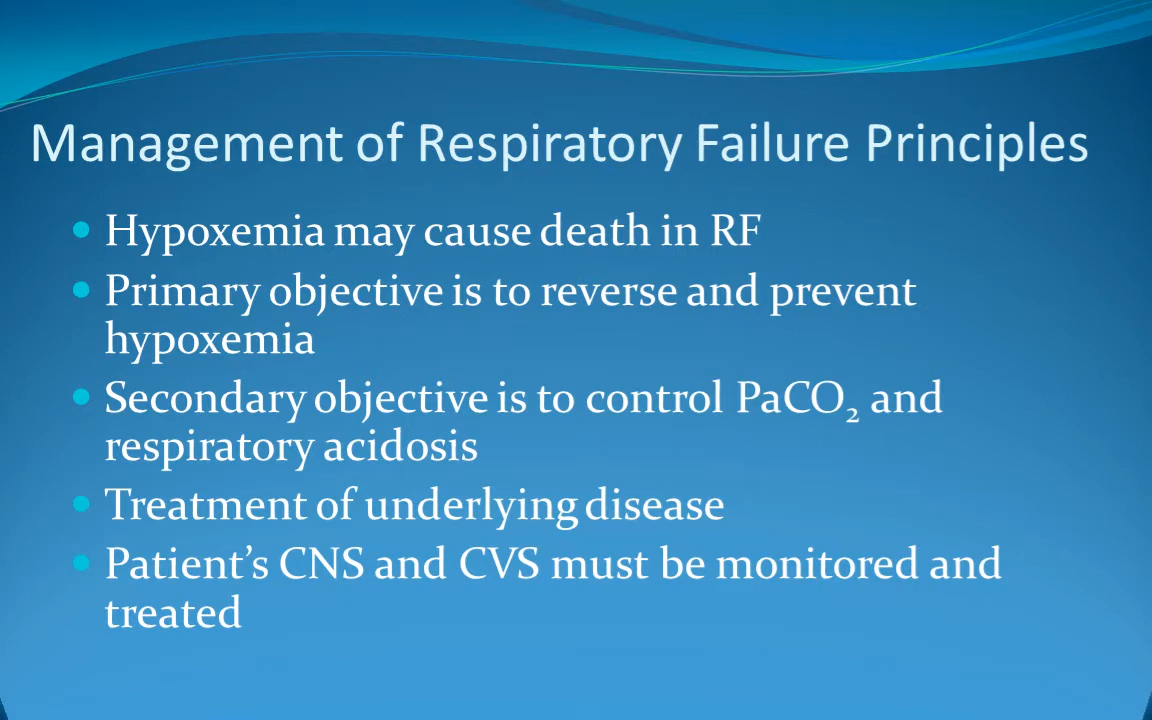 Management of Respiratory Failure Principles
• Hypoxemia may cause death in RF
• Primary objective is to reverse and prevent
hypoxemia
• Secondary objective is to control PaCO₂ and
respiratory acidosis
• Treatment of underlying disease
• Patient’s CNS and CVS must be monitored and
treated